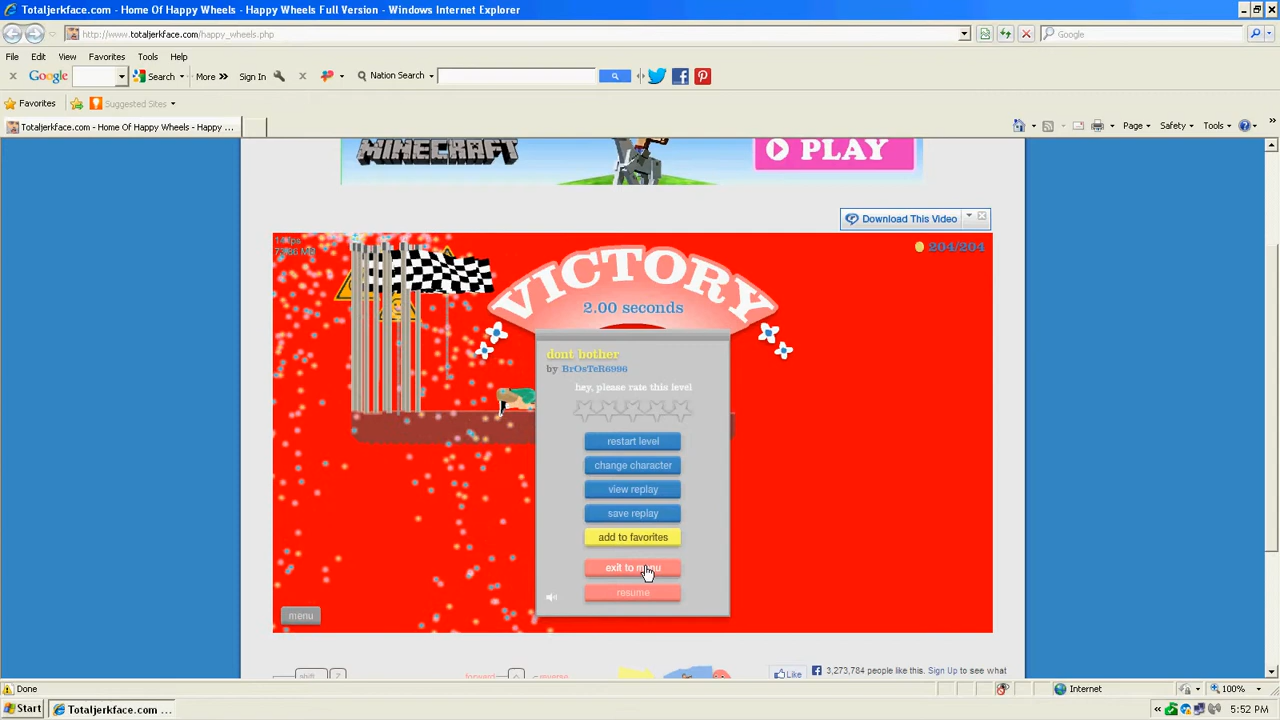 Totaljerkface.com - Home Of Happy Wheels - Happy Wheels Full Version - Windows Internet Explorer
http://www.totaljerkface.com/happy_wheels.php
Google
File Edit View Favorites Tools Help
x Google Search More » Sign In x Nation Search
Favorites Suggested Sites
Totaljerkface.com - Home Of Happy Wheels - Happy ... Page Safety Tools »
MINECRAFT PLAY
Download This Video
204/204
VICTORY
2.00 seconds
dont bother
by BrOsTeR6996
hey, please rate this level
restart level
change character
view replay
save replay
add to favorites
exit to menu
resume
menu
shift Z forward reverse Like 3,273,784 people like this. Sign Up to see what
Done Internet 100%
Start Totaljerkface.com ... « 5:52 PM